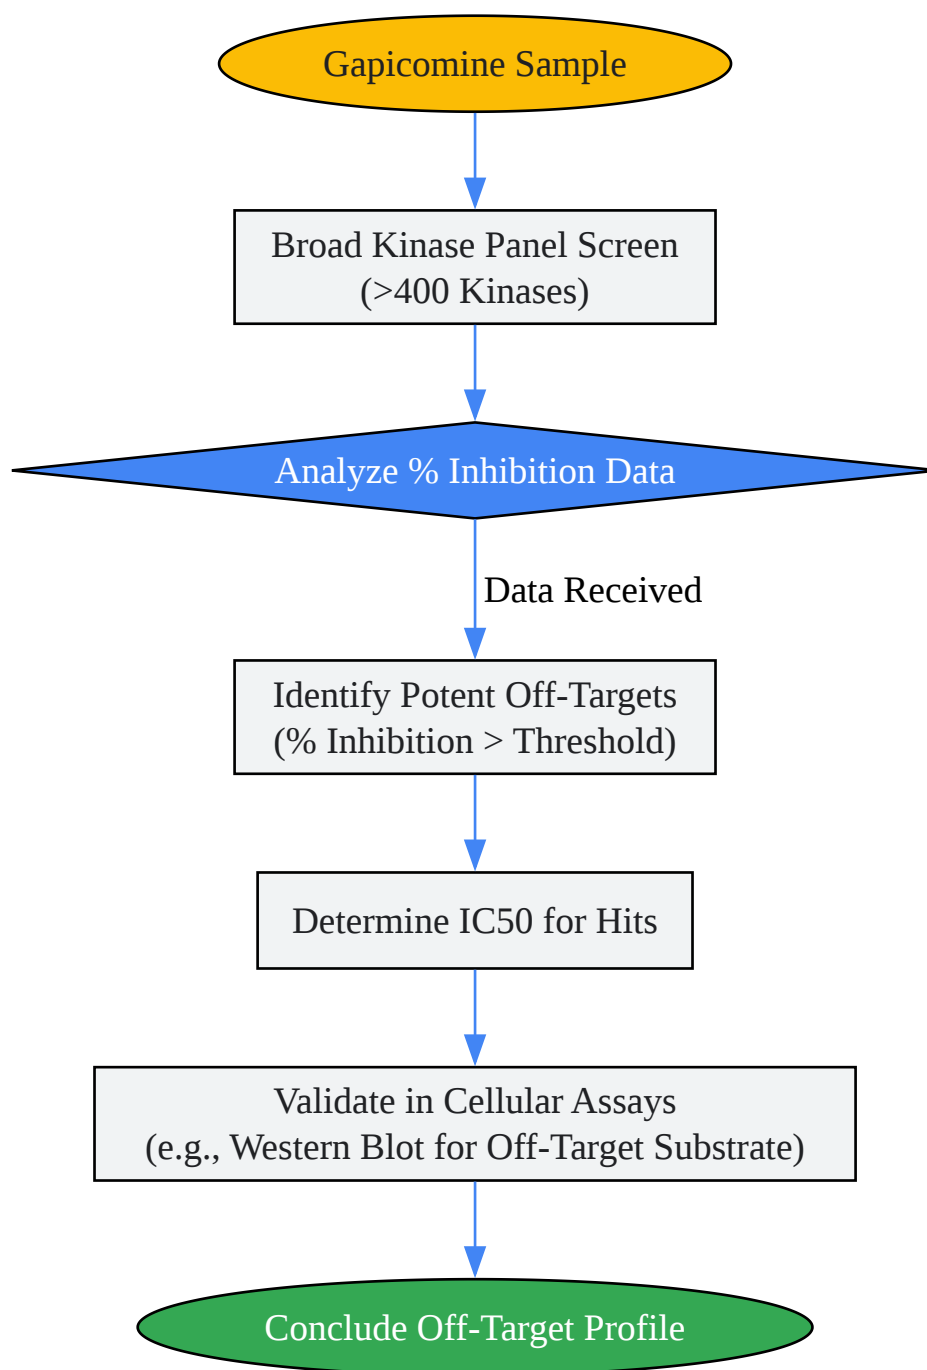 Gapicomine Sample
Broad Kinase Panel Screen
(>400 Kinases)
Analyze % Inhibition Data
Data Received
Identify Potent Off-Targets
(% Inhibition > Threshold)
Determine IC50 for Hits
Validate in Cellular Assays
(e.g., Western Blot for Off-Target Substrate)
Conclude Off-Target Profile